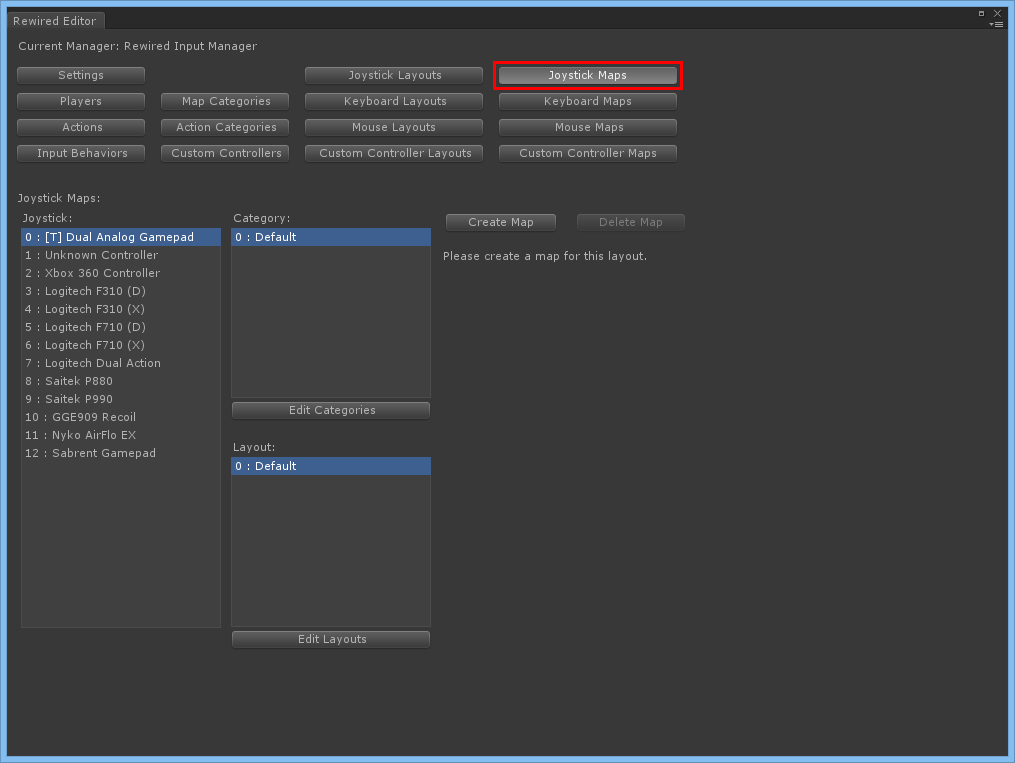 Rewired Editor
Current Manager: Rewired Input Manager
Settings
Joystick Layouts
Joystick Maps
Players
Map Categories
Keyboard Layouts
Keyboard Maps
Actions
Action Categories
Mouse Layouts
Mouse Maps
Input Behaviors
Custom Controllers
Custom Controller Layouts
Custom Controller Maps
Joystick Maps:
Joystick:
0 : [T] Dual Analog Gamepad
1 : Unknown Controller
2 : Xbox 360 Controller
3 : Logitech F310 (D)
4 : Logitech F310 (X)
5 : Logitech F710 (D)
6 : Logitech F710 (X)
7 : Logitech Dual Action
8 : Saitek P880
9 : Saitek P990
10 : GGE909 Recoil
11 : Nyko AirFlo EX
12 : Sabrent Gamepad
Category:
0 : Default
Edit Categories
Layout:
0 : Default
Edit Layouts
Create Map
Delete Map
Please create a map for this layout.